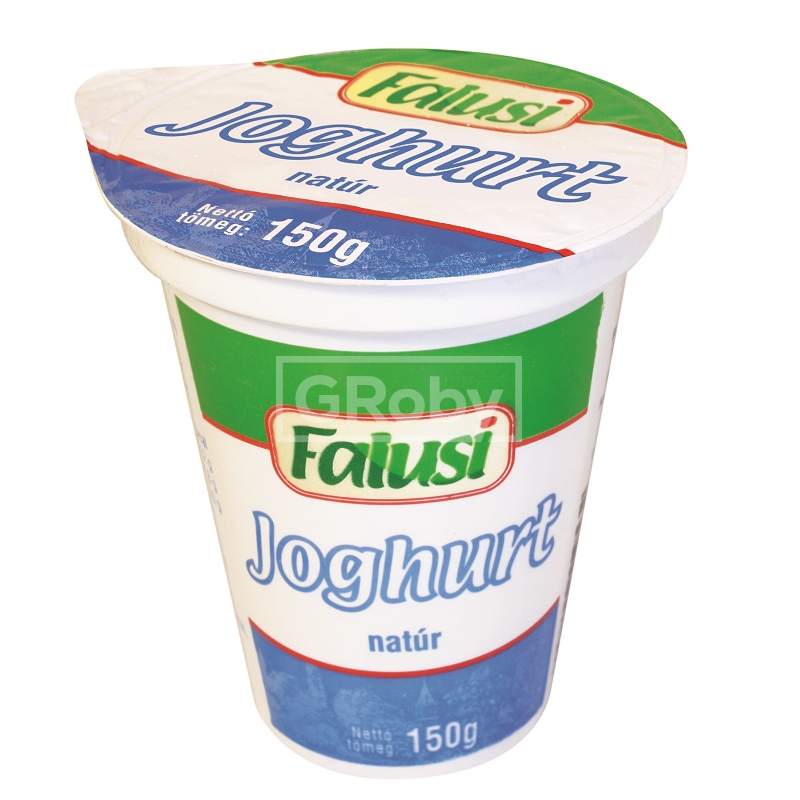 Falusi
Joghurt
natúr
Nettó
tömeg: 150g
GRoby
Falusi
Joghurt
natúr
Nettó
tömeg: 150g